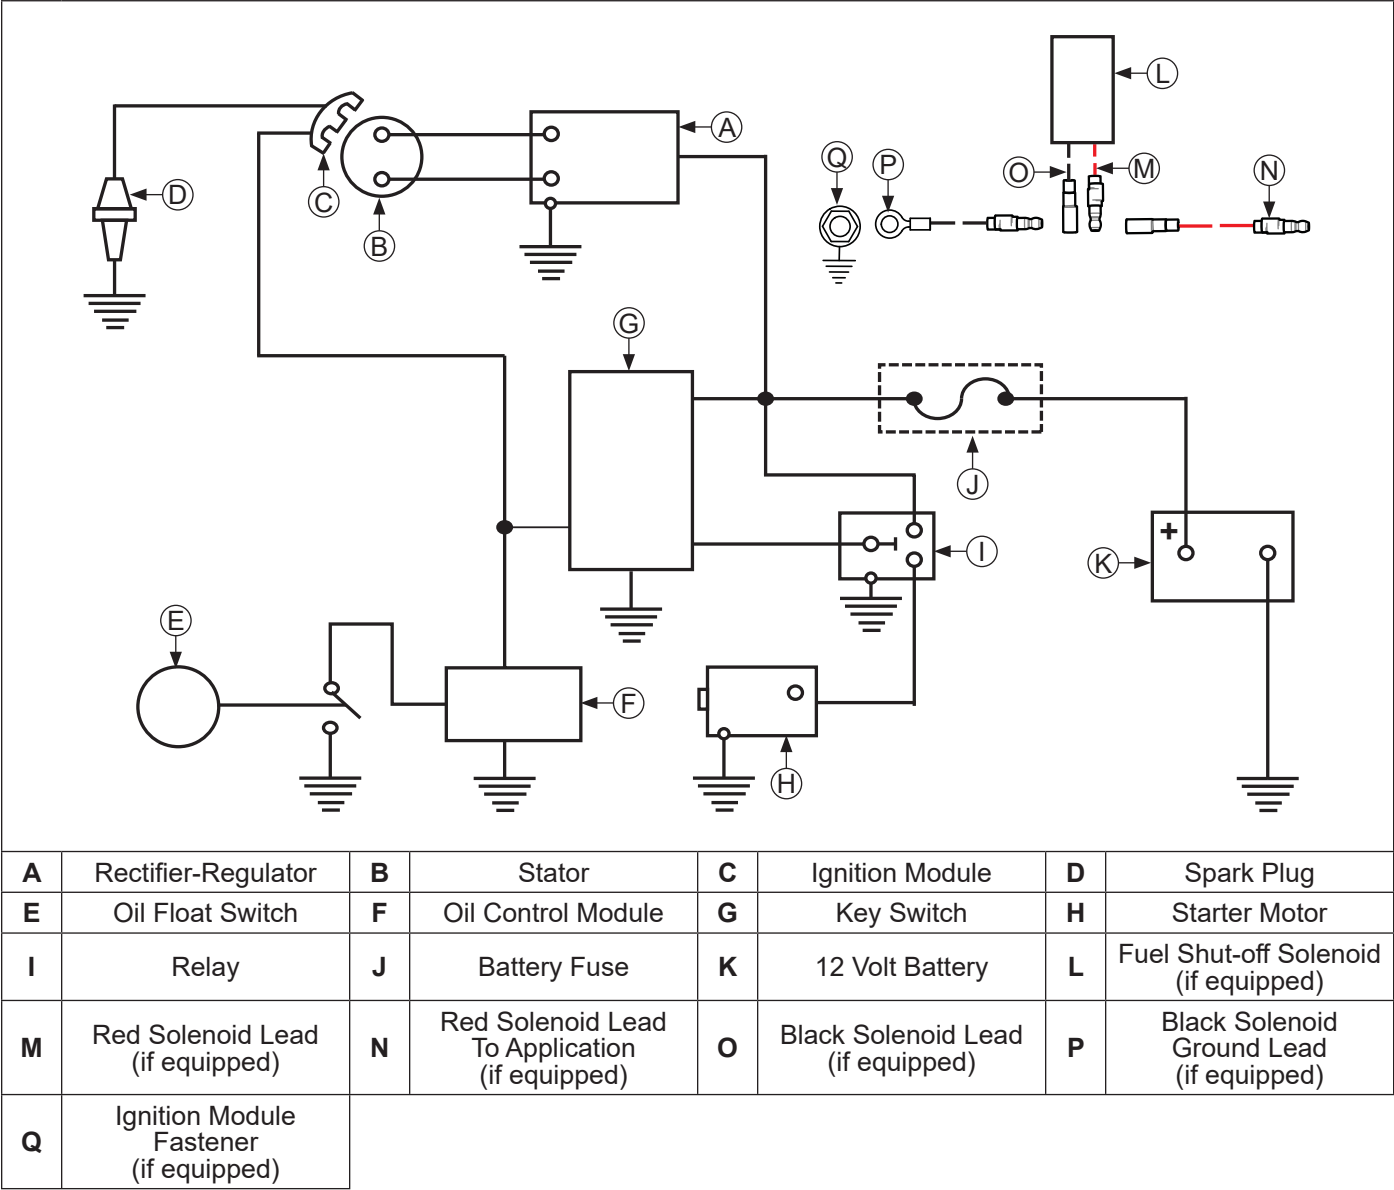 L
A
Q
P
O
M
N
D
C
B
G
J
+
I
K
E
F
H
A Rectifier-Regulator B Stator C Ignition Module D Spark Plug
E Oil Float Switch F Oil Control Module G Key Switch H Starter Motor
I Relay J Battery Fuse K 12 Volt Battery L Fuel Shut-off Solenoid
(if equipped)
M Red Solenoid Lead
(if equipped)
N Red Solenoid Lead
To Application
(if equipped)
O Black Solenoid Lead
(if equipped)
P Black Solenoid
Ground Lead
(if equipped)
Q Ignition Module
Fastener
(if equipped)